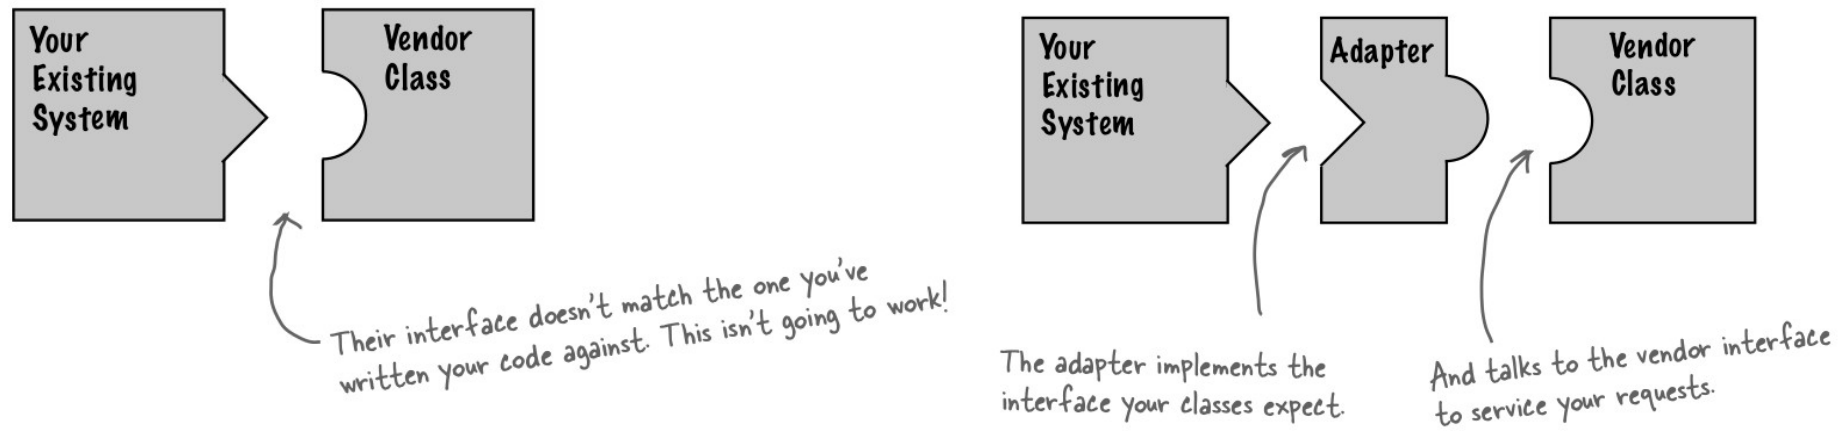 Your
Existing
System
Vendor
Class
Their interface doesn't match the one you've
written your code against. This isn't going to work!
Your
Existing
System
Adapter
Vendor
Class
The adapter implements the
interface your classes expect.
And talks to the vendor interface
to service your requests.